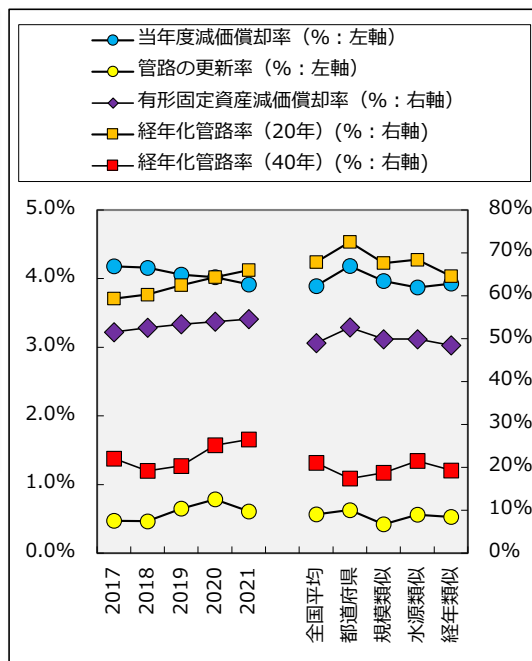 当年度減価償却率（%：左軸）
管路の更新率（%：左軸）
有形固定資産減価償却率（%：右軸）
経年化管路率（20年）(%：右軸)
経年化管路率（40年）(%：右軸)
5.0%
4.0%
3.0%
2.0%
1.0%
0.0%
80%
70%
60%
50%
40%
30%
20%
10%
0%
2017
2018
2019
2020
2021
全国平均
都道府県
規模類似
水源類似
経年類似